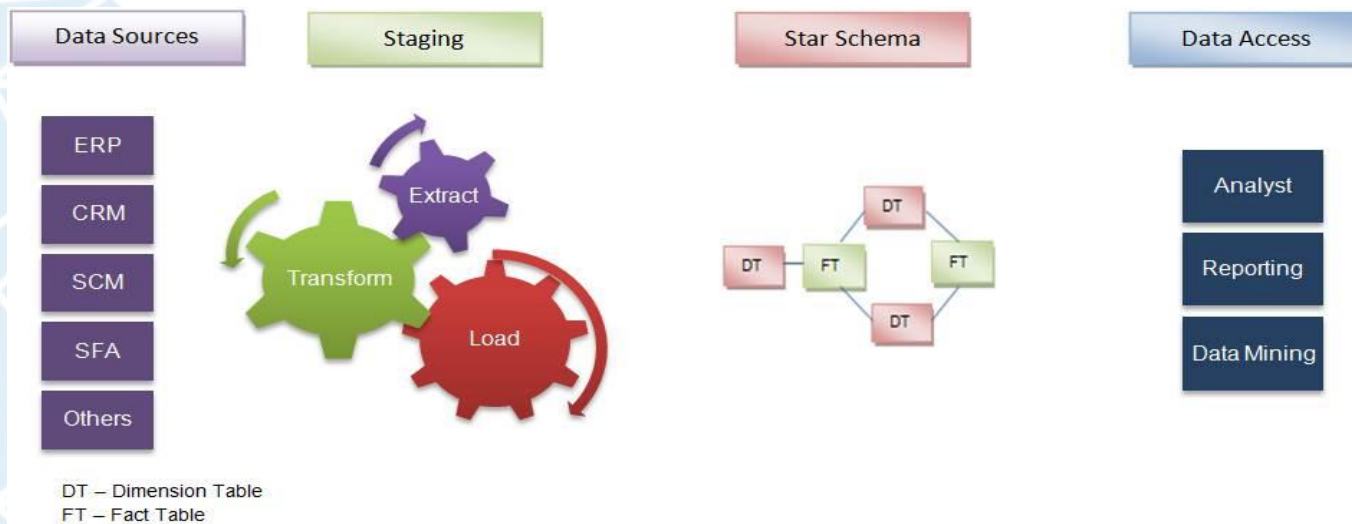 Data Sources
Staging
Star Schema
Data Access
ERP
CRM
SCM
SFA
Others
Extract
Transform
Load
DT
DT
FT
FT
DT
Analyst
Reporting
Data Mining
DT – Dimension Table
FT – Fact Table